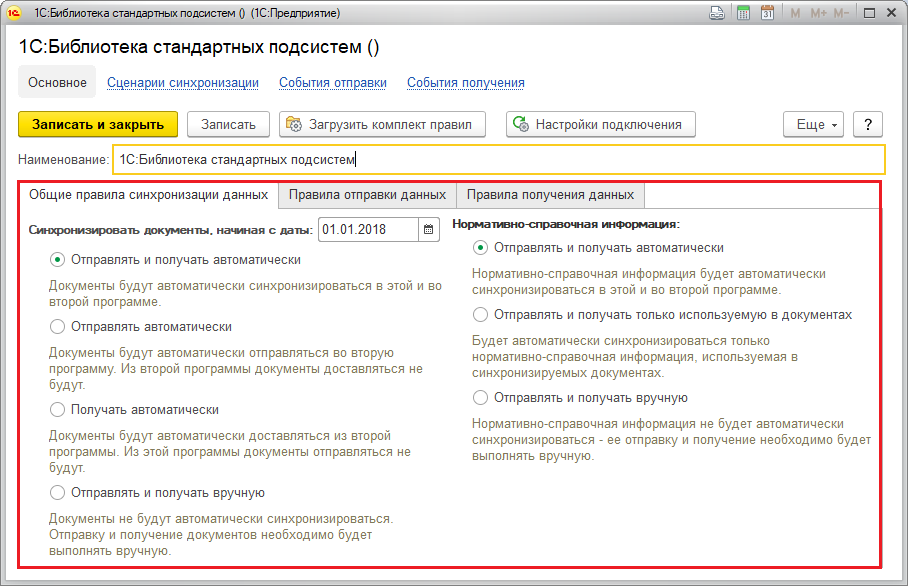 1С:Библиотека стандартных подсистем () (1С:Предприятие)
31
M M+ M-
1С:Библиотека стандартных подсистем ()
Основное Сценарии синхронизации События отправки События получения
Записать и закрыть Записать Загрузить комплект правил Настройки подключения Еще ?
Наименование: 1С:Библиотека стандартных подсистем
Общие правила синхронизации данных Правила отправки данных Правила получения данных
Синхронизировать документы, начиная с даты: 01.01.2018
Отправлять и получать автоматически
Документы будут автоматически синхронизироваться в этой и во
второй программе.
Отправлять автоматически
Документы будут автоматически отправляться во вторую
программу. Из второй программы документы доставляться не
будут.
Получать автоматически
Документы будут автоматически доставляться из второй
программы. Из этой программы документы отправляться не
будут.
Отправлять и получать вручную
Документы не будут автоматически синхронизироваться.
Отправку и получение документов необходимо будет
выполнять вручную.
Нормативно-справочная информация:
Отправлять и получать автоматически
Нормативно-справочная информация будет автоматически
синхронизироваться в этой и во второй программе.
Отправлять и получать только используемую в документах
Будет автоматически синхронизироваться только
нормативно-справочная информация, используемая в
синхронизируемых документах.
Отправлять и получать вручную
Нормативно-справочная информация не будет автоматически
синхронизироваться - ее отправку и получение необходимо будет
выполнять вручную.